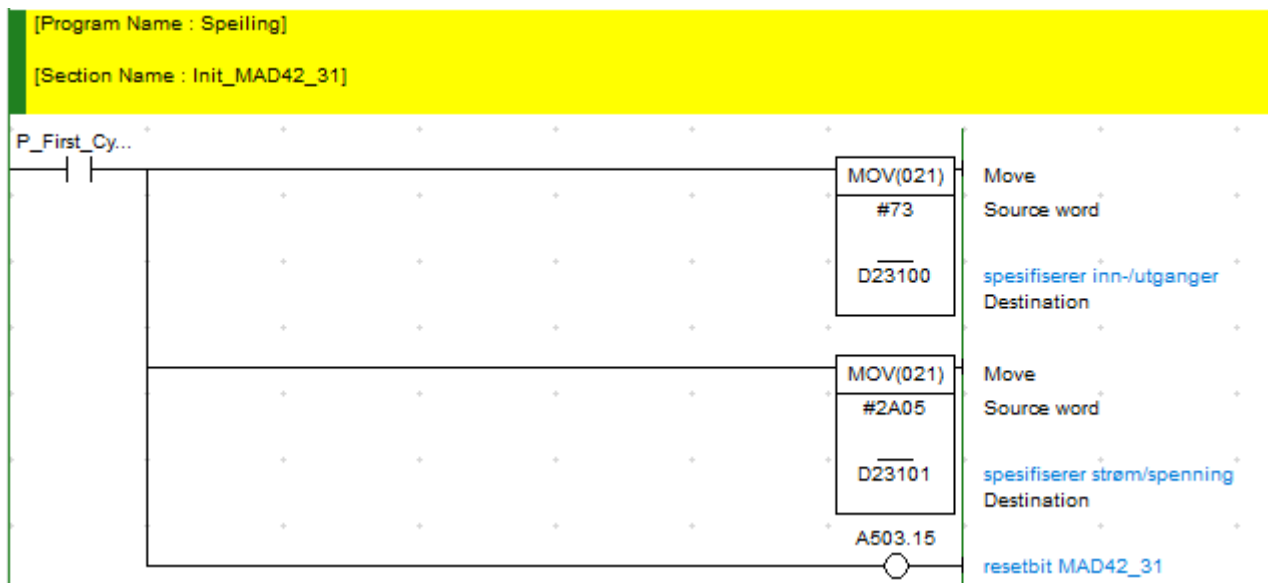 [Program Name : Speiling]
[Section Name : Init_MAD42_31]
P_First_Cy...
MOV(021)
Move
#73
Source word
D23100
spesifiserer inn-/utganger
Destination
MOV(021)
Move
#2A05
Source word
D23101
spesifiserer strøm/spenning
Destination
A503.15
resetbit MAD42_31